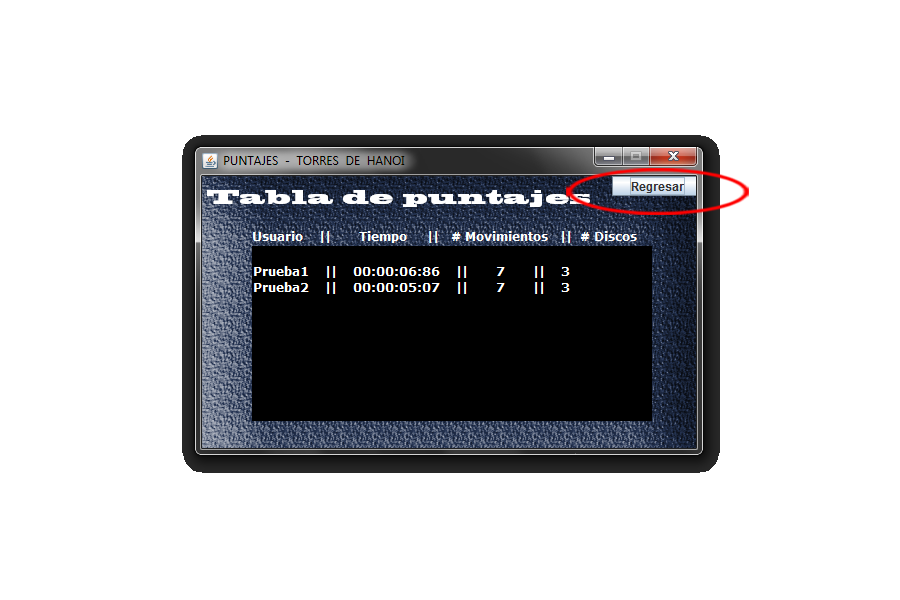 PUNTAJES - TORRES DE HANOI
Regresar
Tabla de puntajes
Usuario || Tiempo || # Movimientos || # Discos
Prueba1 || 00:00:06:86 || 7 || 3
Prueba2 || 00:00:05:07 || 7 || 3